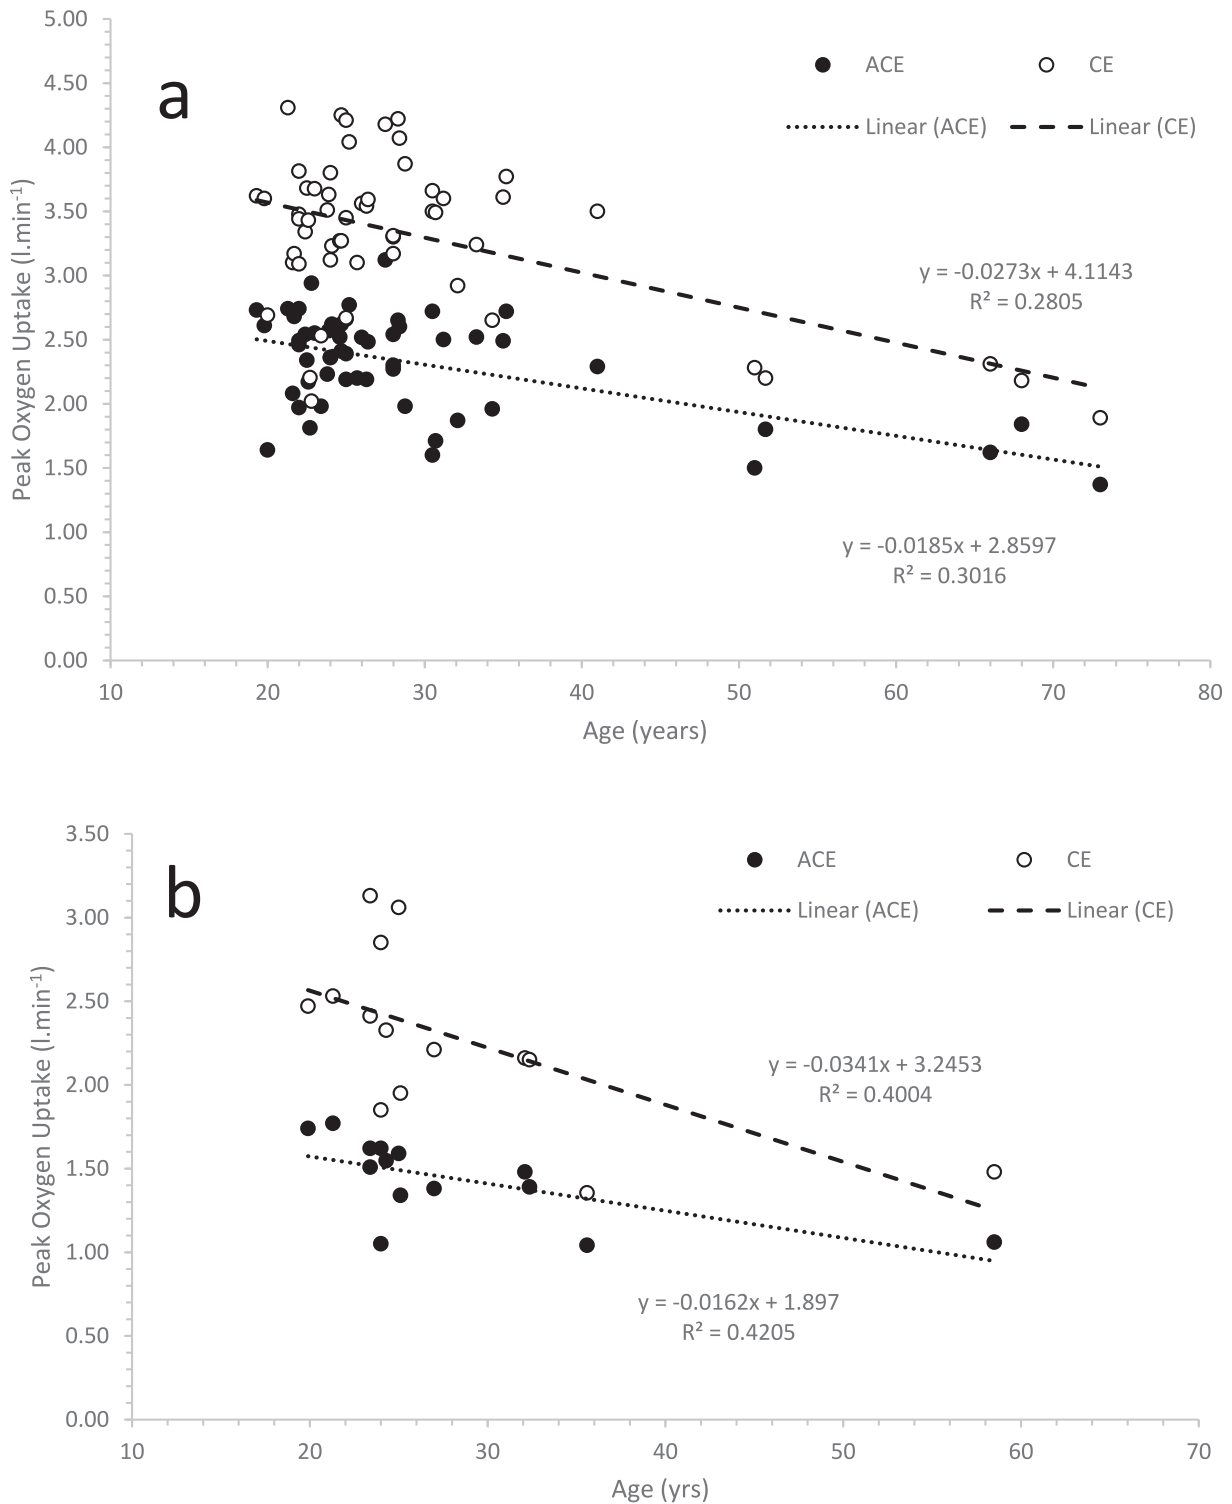 a
ACE
CE
Linear (ACE)
Linear (CE)
5.00
4.50
4.00
3.50
3.00
2.50
2.00
1.50
1.00
0.50
0.00
Peak Oxygen Uptake (l.min⁻¹)
y = -0.0273x + 4.1143
R² = 0.2805
y = -0.0185x + 2.8597
R² = 0.3016
10 20 30 40 50 60 70 80
Age (years)
b
ACE
CE
Linear (ACE)
Linear (CE)
3.50
3.00
2.50
2.00
1.50
1.00
0.50
0.00
Peak Oxygen Uptake (l.min⁻¹)
y = -0.0341x + 3.2453
R² = 0.4004
y = -0.0162x + 1.897
R² = 0.4205
10 20 30 40 50 60 70
Age (yrs)